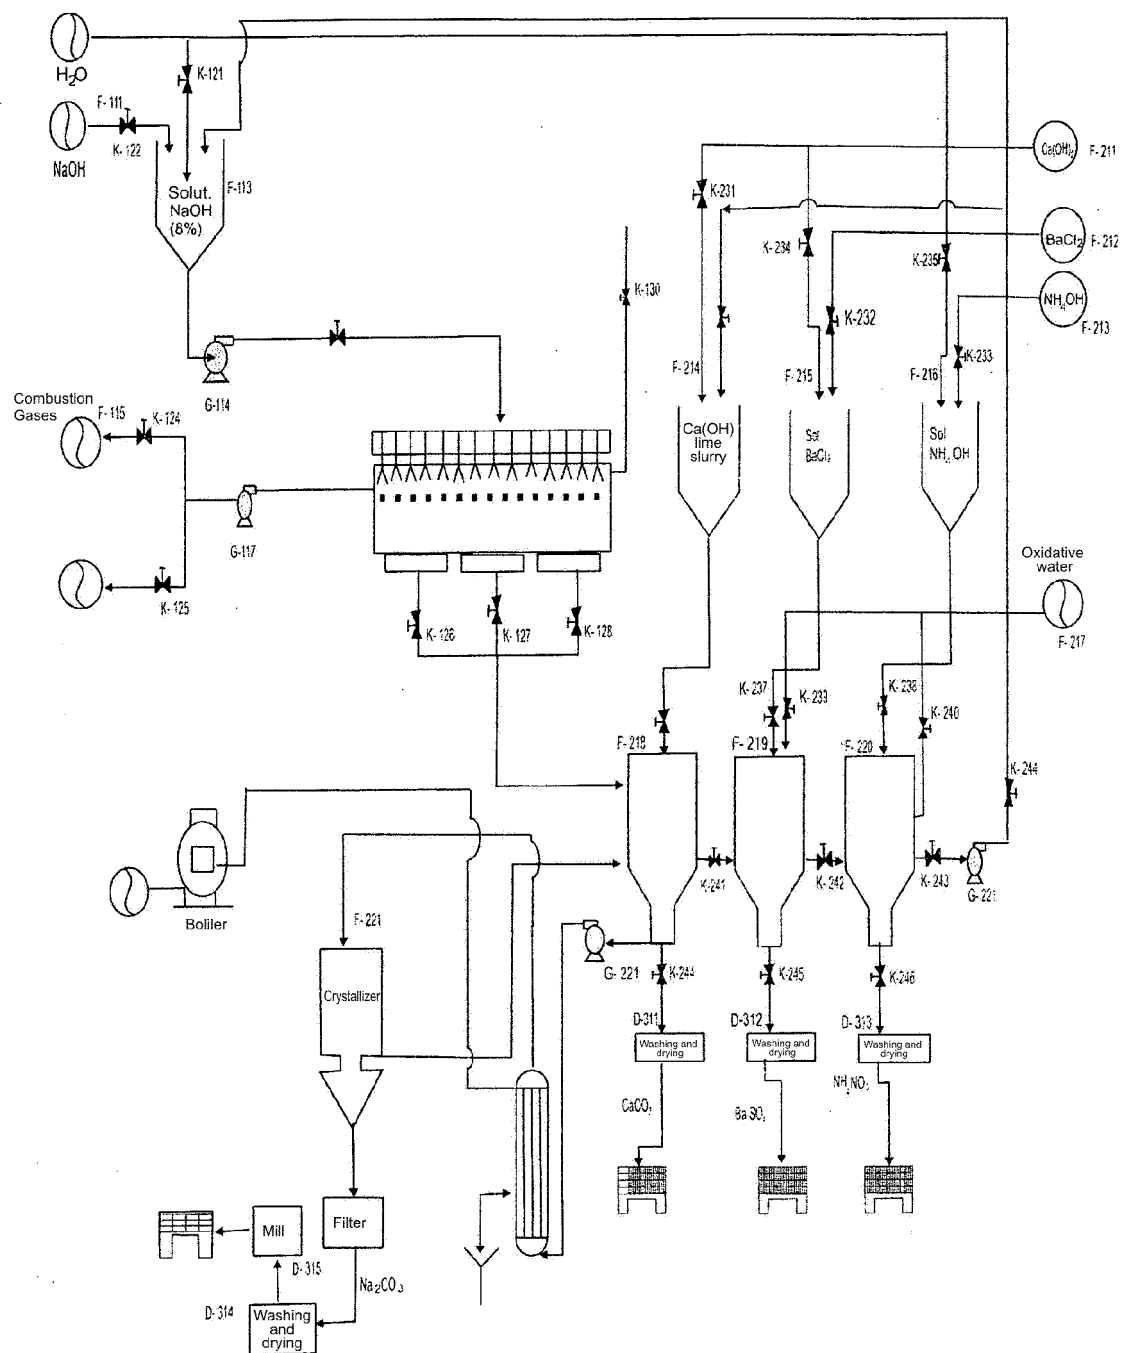 H₂O
K-121
F-111
K-122
NaOH
F-113
Solut.
NaOH
(8%)
Ca(OH)₂
F-211
K-231
K-234
BaCl₂
F-212
K-235
NH₄OH
F-213
K-130
K-232
K-233
F-214
F-215
F-216
G-114
Combustion
Gases
F-115
K-124
Ca(OH)
lime
slurry
Sol
BaCl₂
Sol
NH₄OH
G-117
K-125
K-126
K-127
K-128
Oxidative
water
F-217
K-237
K-239
K-238
K-240
F-218
F-219
F-220
K-244
K-241
K-242
K-243
G-221
Boliler
F-221
G-221
K-244
K-245
K-246
Crystallizer
D-311
D-312
D-313
Washing and
drying
Washing and
drying
Washing and
drying
CaCO₃
BaSO₄
NH₄NO₃
Filter
Mill
D-315
Na₂CO₃
D-314
Washing
and
drying